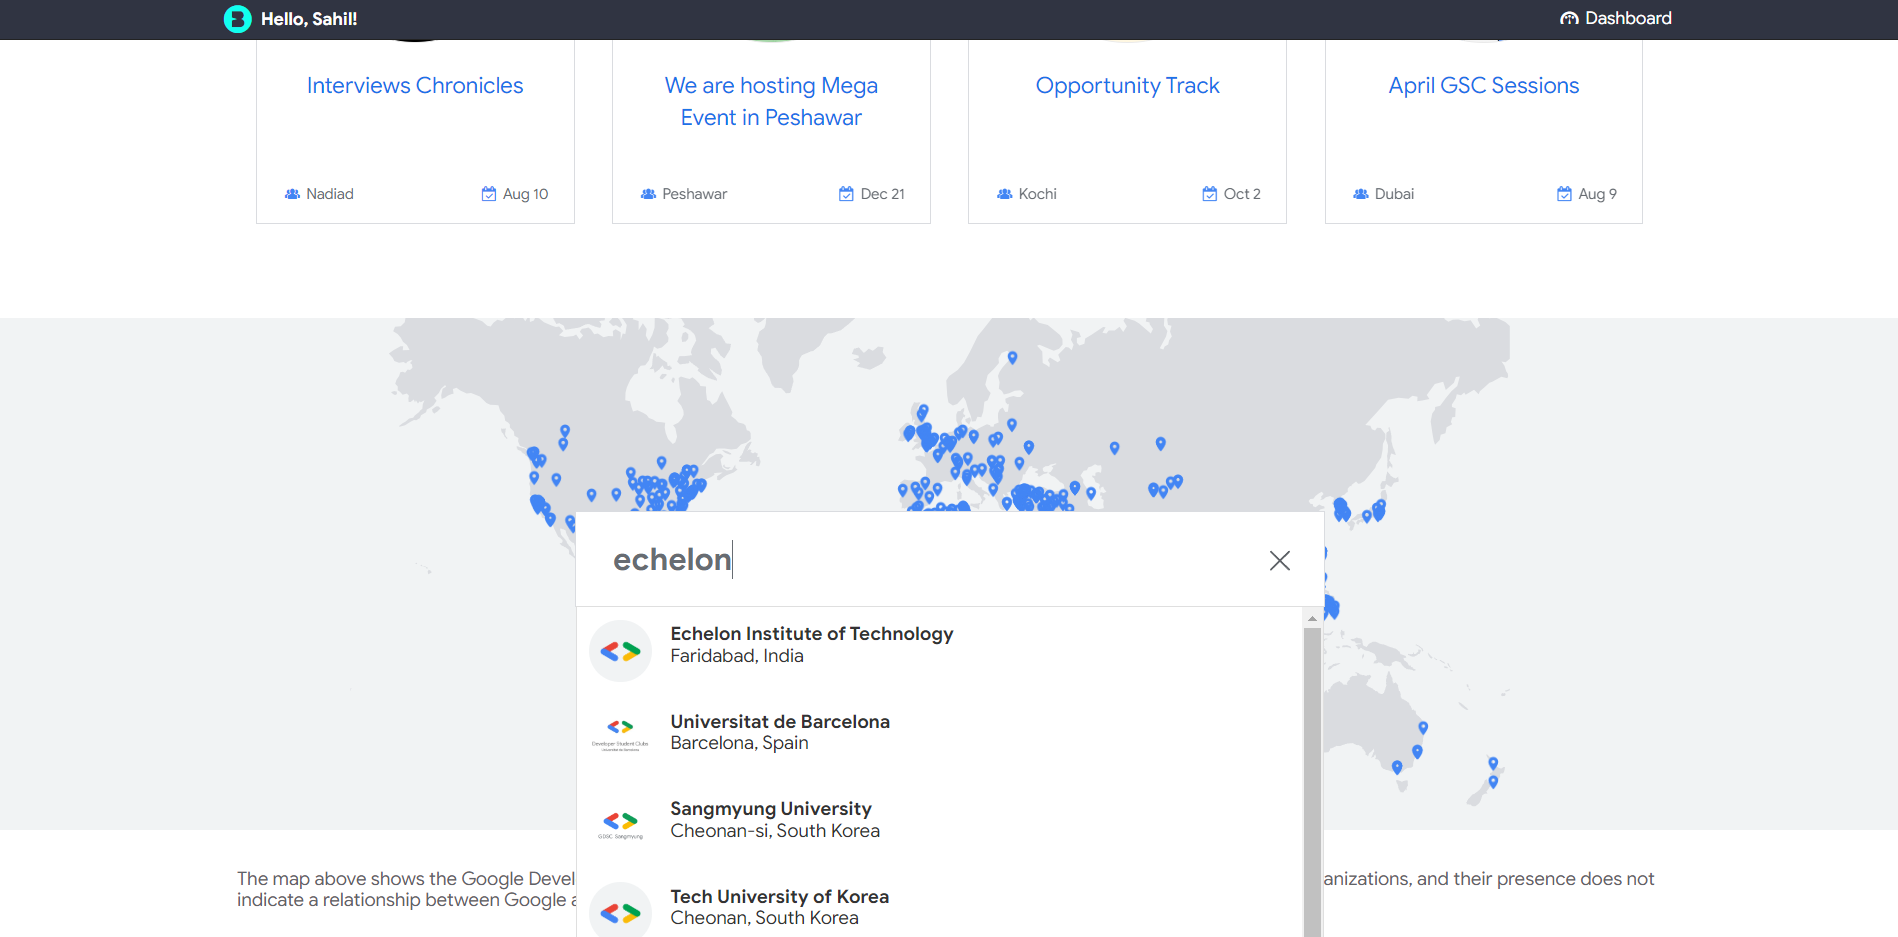 Hello, Sahil!
Dashboard
Interviews Chronicles
Nadiad
Aug 10
We are hosting Mega
Event in Peshawar
Peshawar
Dec 21
Opportunity Track
Kochi
Oct 2
April GSC Sessions
Dubai
Aug 9
echelon
Echelon Institute of Technology
Faridabad, India
Developer Student Clubs
Universitat de Barcelona
Universitat de Barcelona
Barcelona, Spain
GDSC Sangmyung
Sangmyung University
Cheonan-si, South Korea
Tech University of Korea
Cheonan, South Korea
The map above shows the Google Devel
anizations, and their presence does not
indicate a relationship between Google a